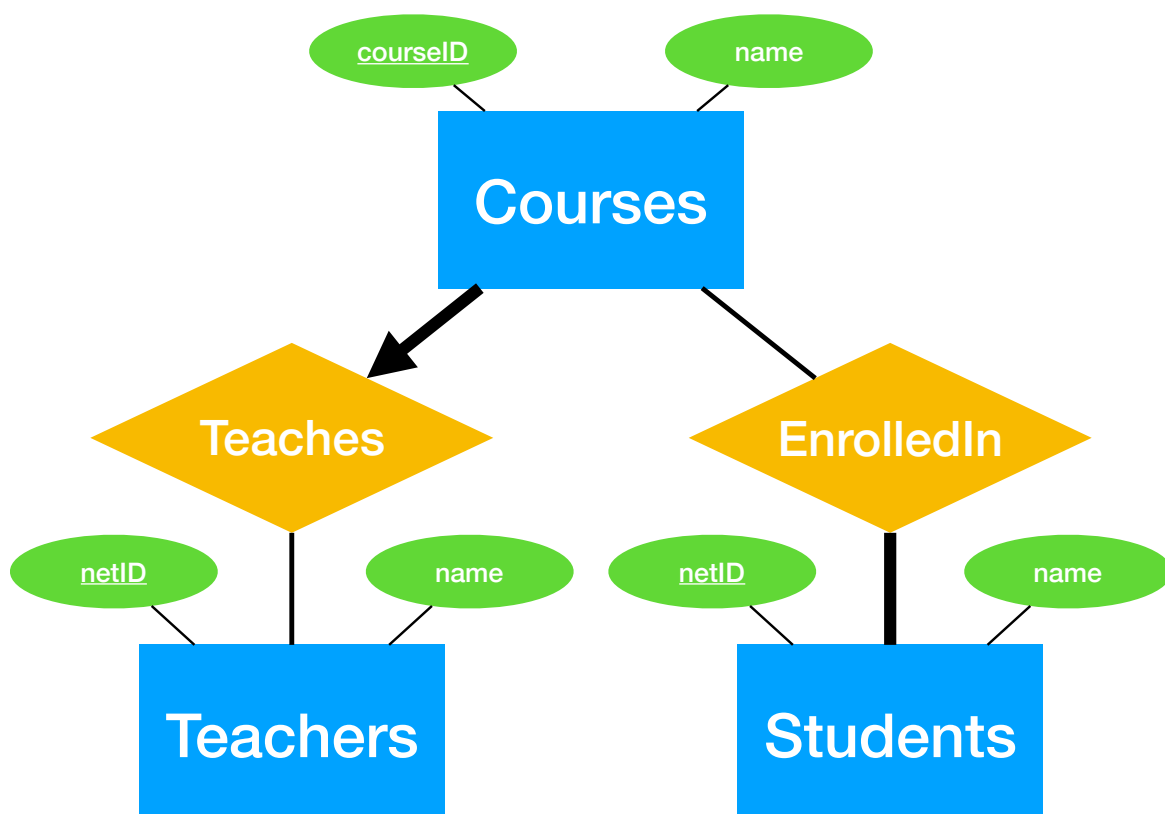 courseID
name
Courses
Teaches
EnrolledIn
netID
name
netID
name
Teachers
Students